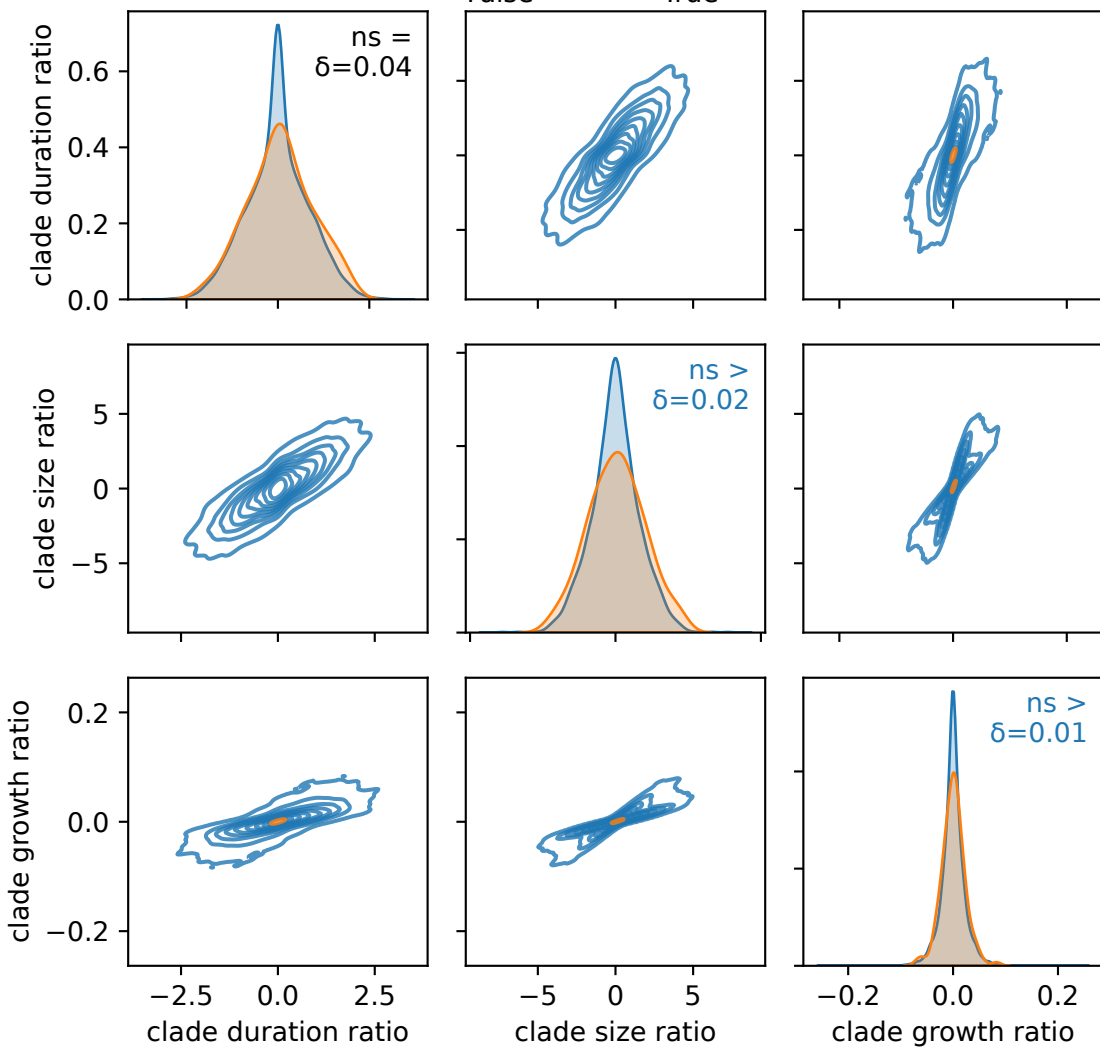 clade duration ratio
0.6
0.4
0.2
0.0
ns =
δ=0.04
clade size ratio
5
0
−5
ns >
δ=0.02
clade growth ratio
0.2
0.0
−0.2
ns >
δ=0.01
−2.5 0.0 2.5
−5 0 5
−0.2 0.0 0.2
clade duration ratio
clade size ratio
clade growth ratio